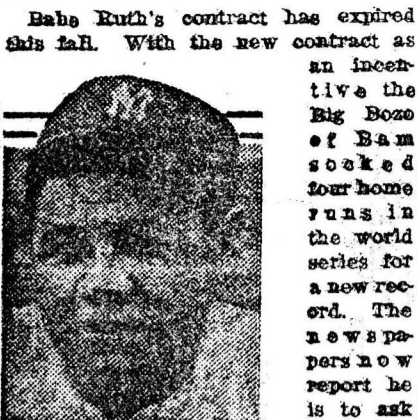 Babe Ruth's contract has expired
this fall. With the new contract as
an incen-
tive the
Big Bozo
of Bam
socked
four home
runs in
the world
series for
a new rec-
ord. The
newspa-
pers now
report he
is to ask